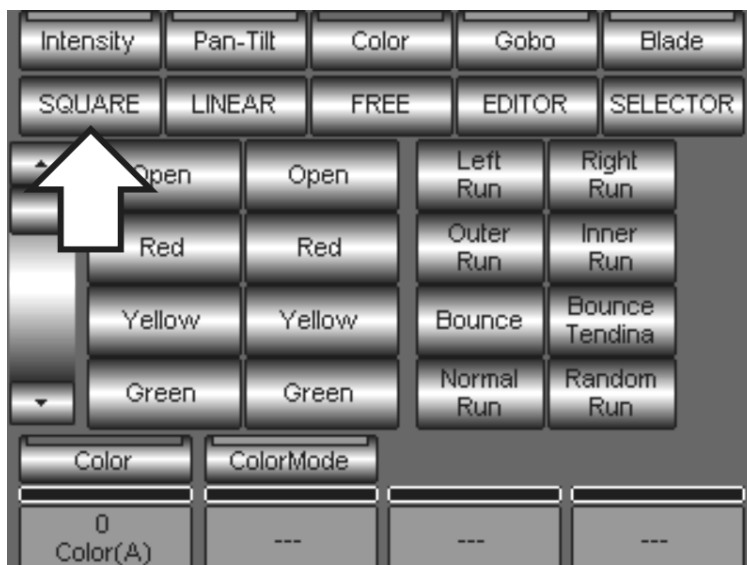 Intensity Pan-Tilt Color Gobo Blade
SQUARE LINEAR FREE EDITOR SELECTOR
Open Open Left Run Right Run
Red Red Outer Run Inner Run
Yellow Yellow Bounce Bounce Tendina
Green Green Normal Run Random Run
Color ColorMode
0 Color(A) --- --- ---